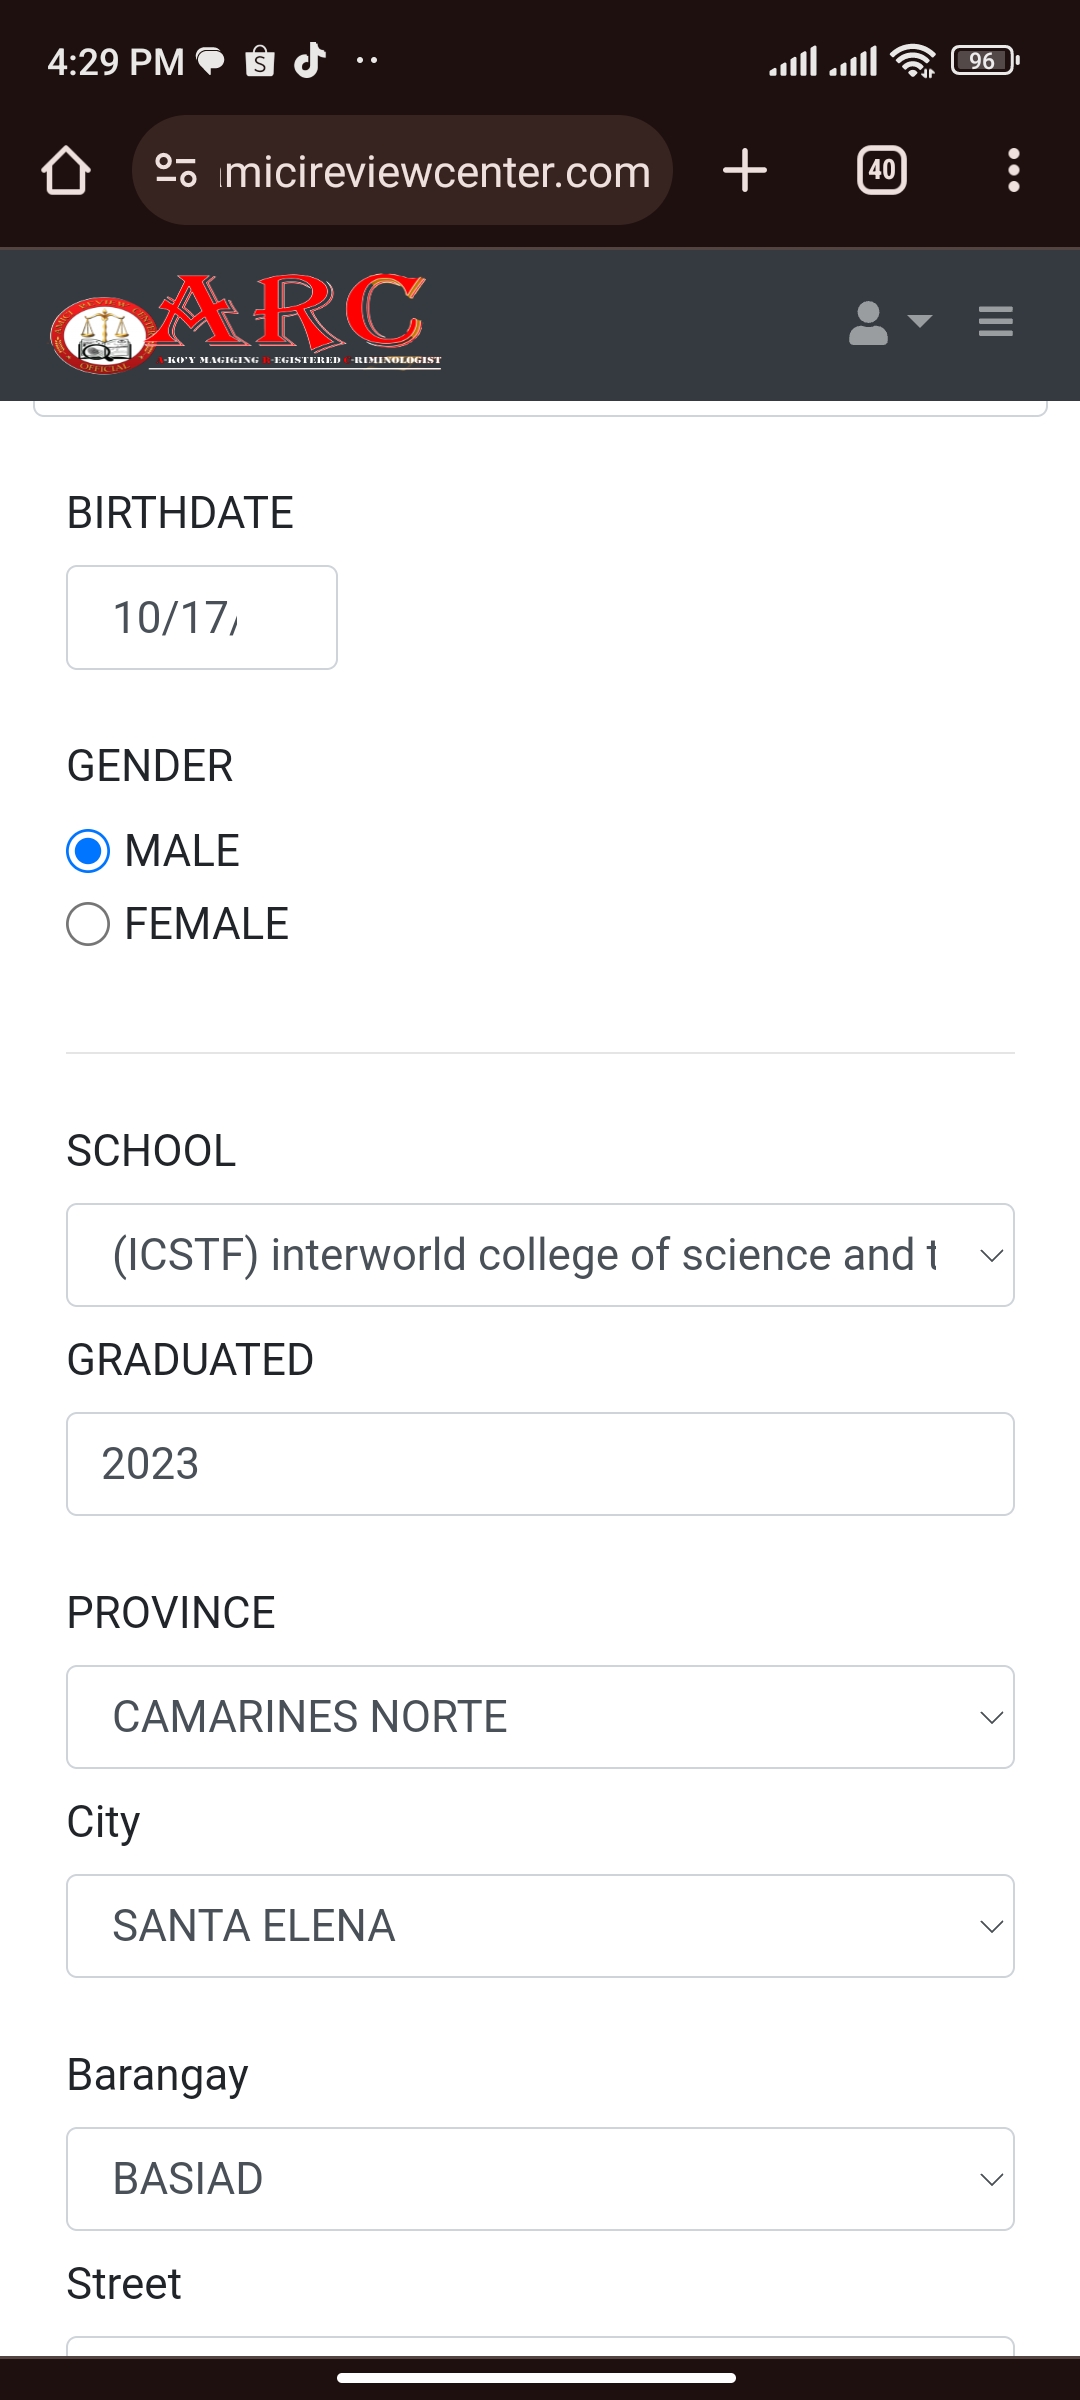 4:29 PM
96
micireviewcenter.com
40
ARC
-KO'Y MAGIGING R-EGISTERED C-RIMINOLOGIST
OFFICIAL
BIRTHDATE
10/17/
GENDER
MALE
FEMALE
SCHOOL
(ICSTF) interworld college of science and t
GRADUATED
2023
PROVINCE
CAMARINES NORTE
City
SANTA ELENA
Barangay
BASIAD
Street